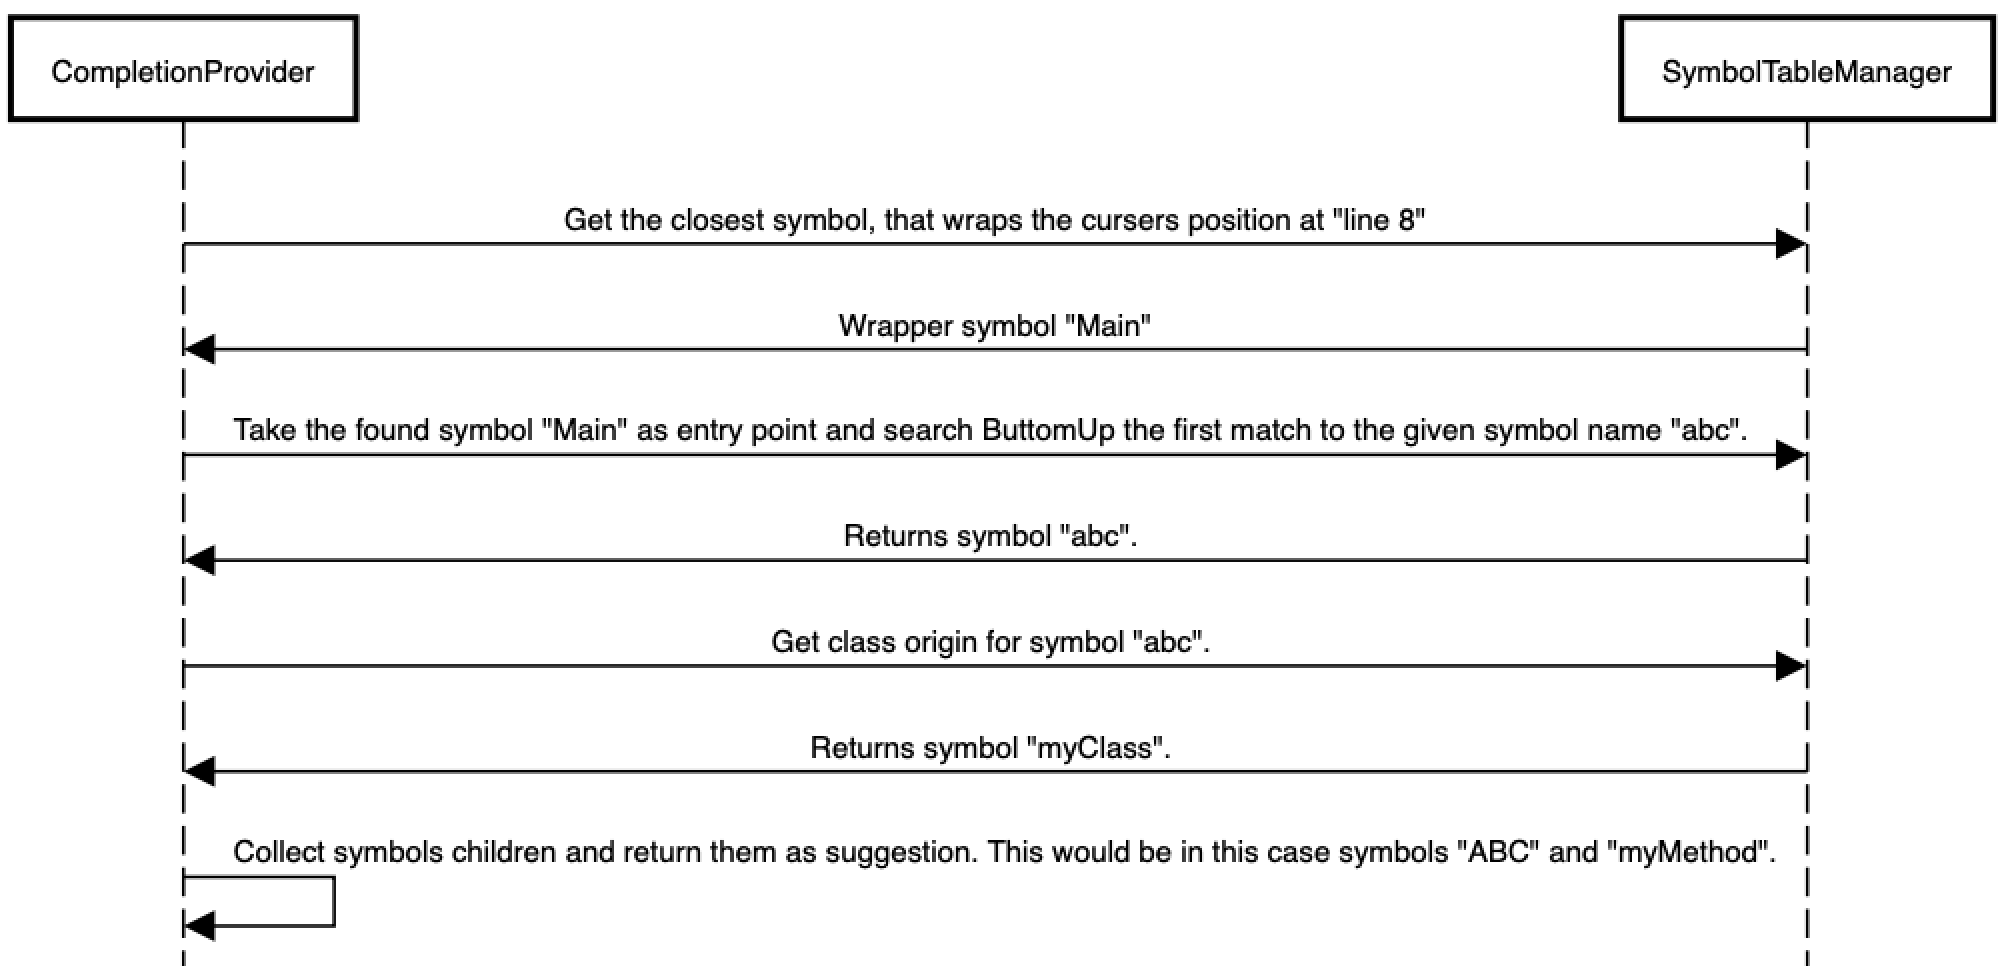 CompletionProvider
SymbolTableManager
Get the closest symbol, that wraps the cursers position at "line 8"
Wrapper symbol "Main"
Take the found symbol "Main" as entry point and search ButtomUp the first match to the given symbol name "abc".
Returns symbol "abc".
Get class origin for symbol "abc".
Returns symbol "myClass".
Collect symbols children and return them as suggestion. This would be in this case symbols "ABC" and "myMethod".